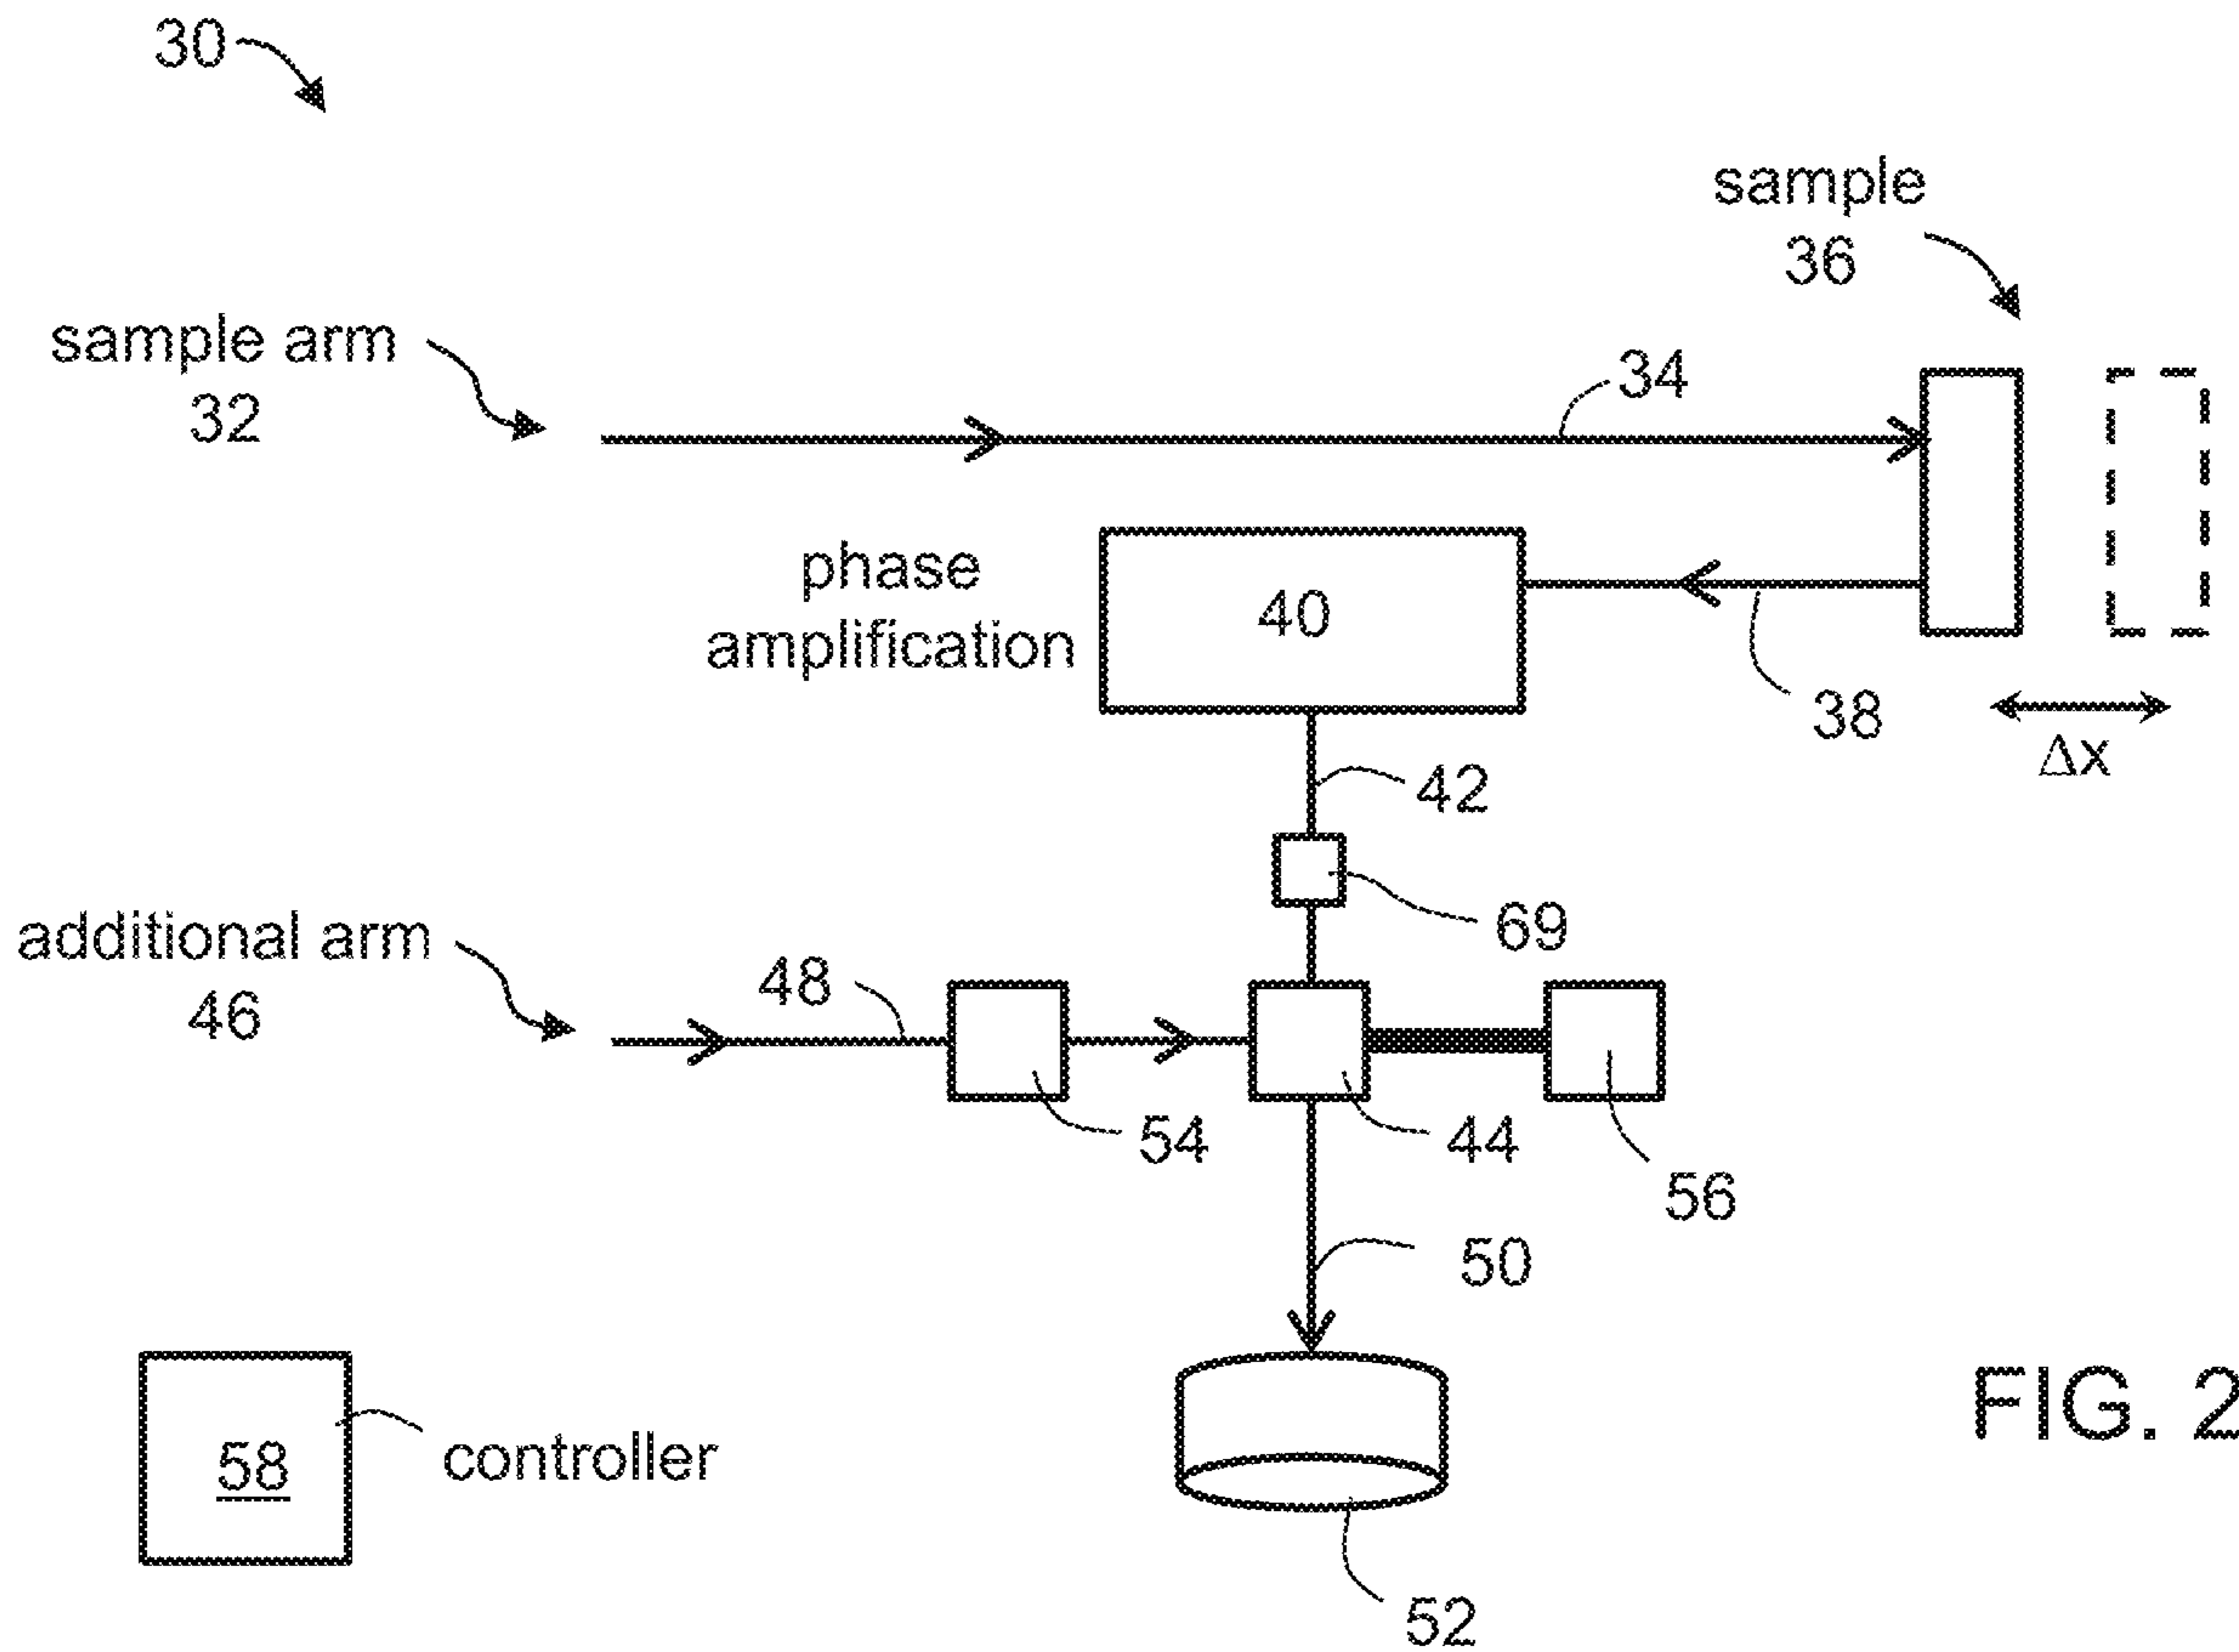 30
sample
36
sample arm
32
34
phase
amplification
40
38
Δx
42
69
additional arm
46
48
54
44
56
50
58
controller
FIG. 2
52